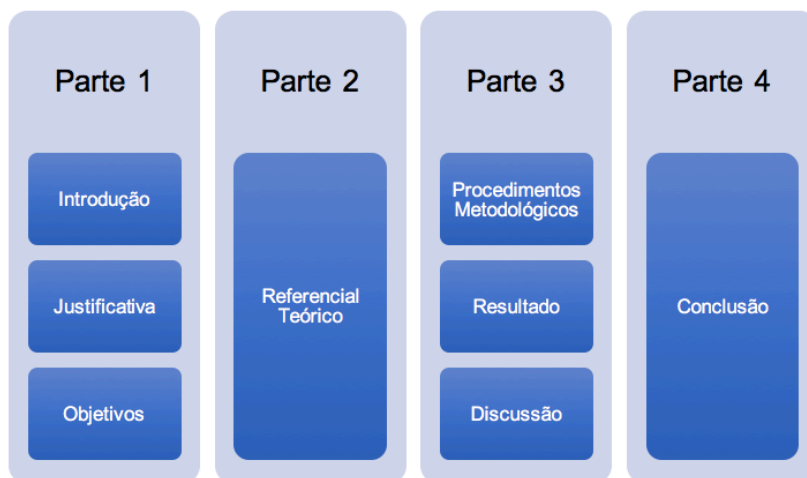 Parte 1
Introdução
Justificativa
Objetivos
Parte 2
Referencial
Teórico
Parte 3
Procedimentos
Metodológicos
Resultado
Discussão
Parte 4
Conclusão